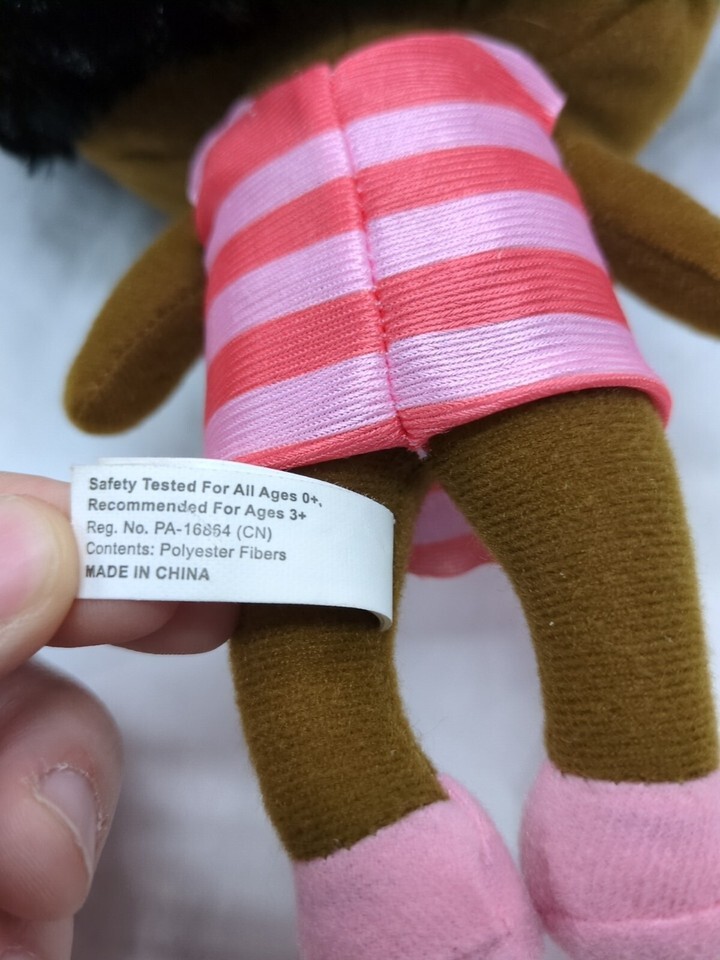 Safety Tested For All Ages 0+.
Recommended For Ages 3+
Reg. No. PA-16864 (CN)
Contents: Polyester Fibers
MADE IN CHINA